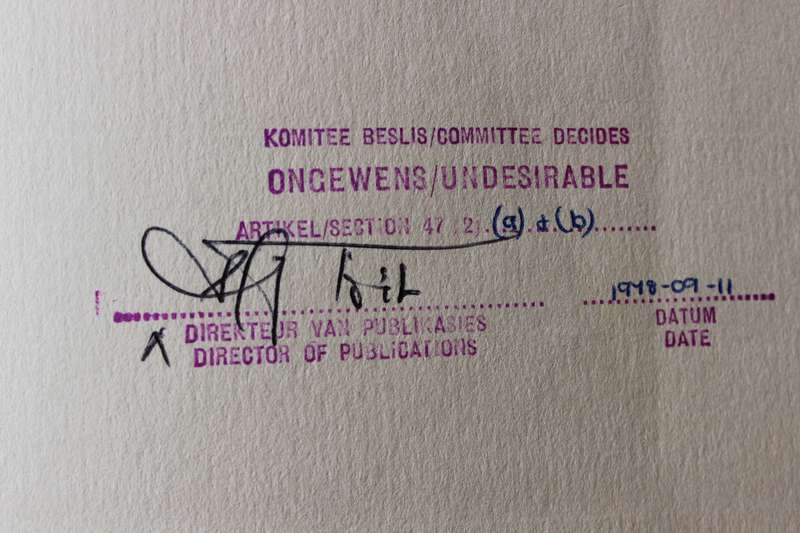 KOMITEE BESLIS/COMMITTEE DECIDES
ONGEWENS/UNDESIRABLE
ARTIKEL/SECTION 47 (2).(a).&.(b)........
1978-09-11
DIREKTEUR VAN PUBLIKASIES
DIRECTOR OF PUBLICATIONS
DATUM
DATE